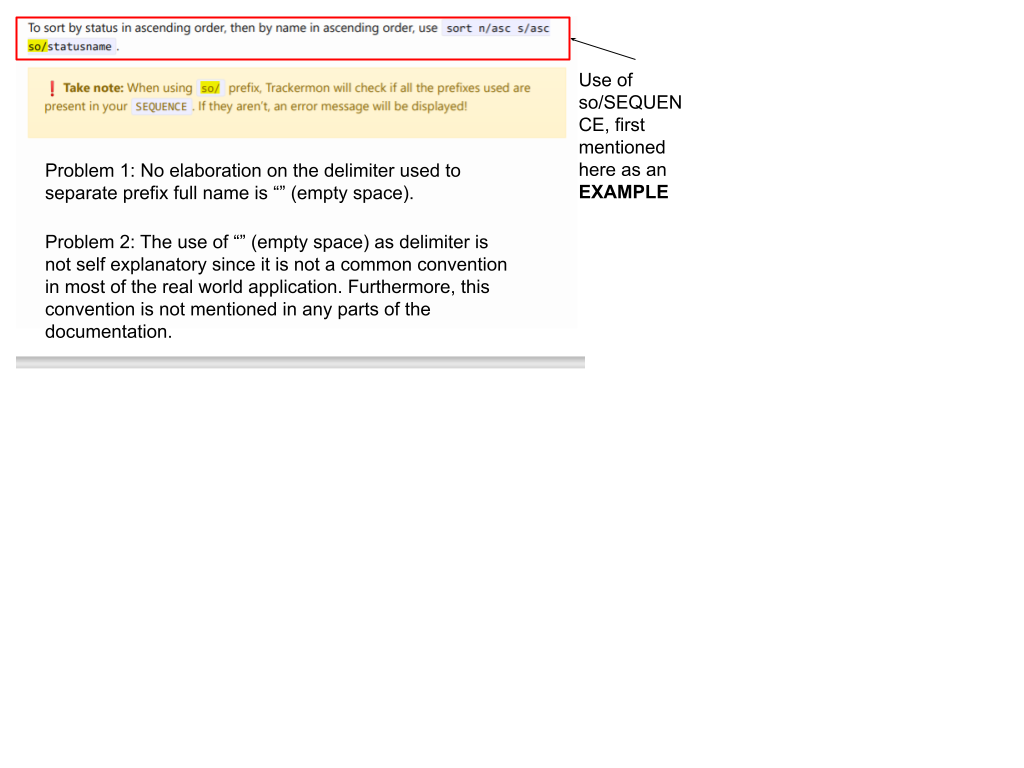 To sort by status in ascending order, then by name in ascending order, use sort n/asc s/asc
so/statusname .
❗ Take note: When using so/ prefix, Trackermon will check if all the prefixes used are
present in your SEQUENCE . If they aren't, an error message will be displayed!
Use of
so/SEQUEN
CE, first
mentioned
here as an
EXAMPLE
Problem 1: No elaboration on the delimiter used to
separate prefix full name is “” (empty space).
Problem 2: The use of “” (empty space) as delimiter is
not self explanatory since it is not a common convention
in most of the real world application. Furthermore, this
convention is not mentioned in any parts of the
documentation.